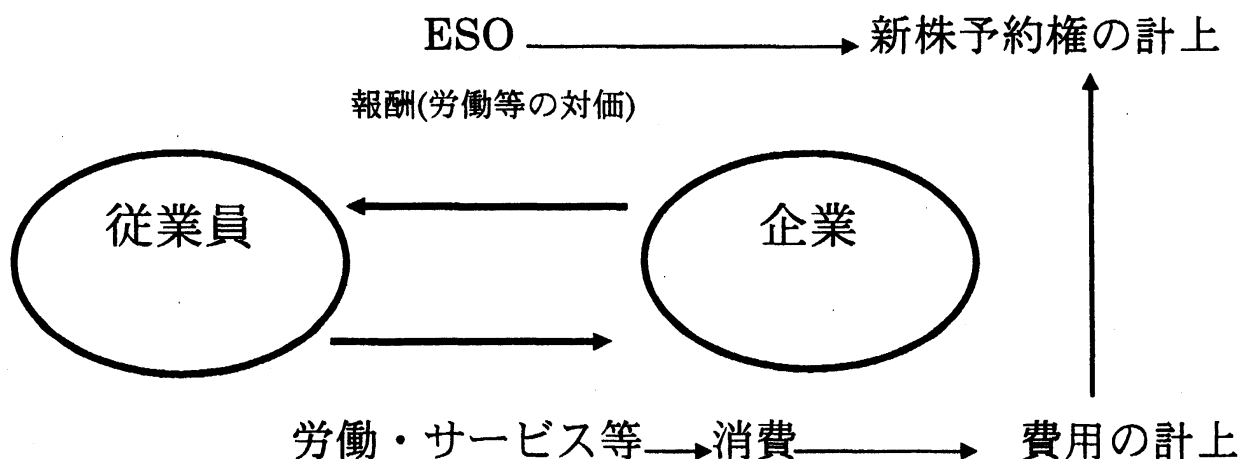 ESO 新株予約権の計上
報酬(労働等の対価)
従業員 企業
労働・サービス等 消費 費用の計上